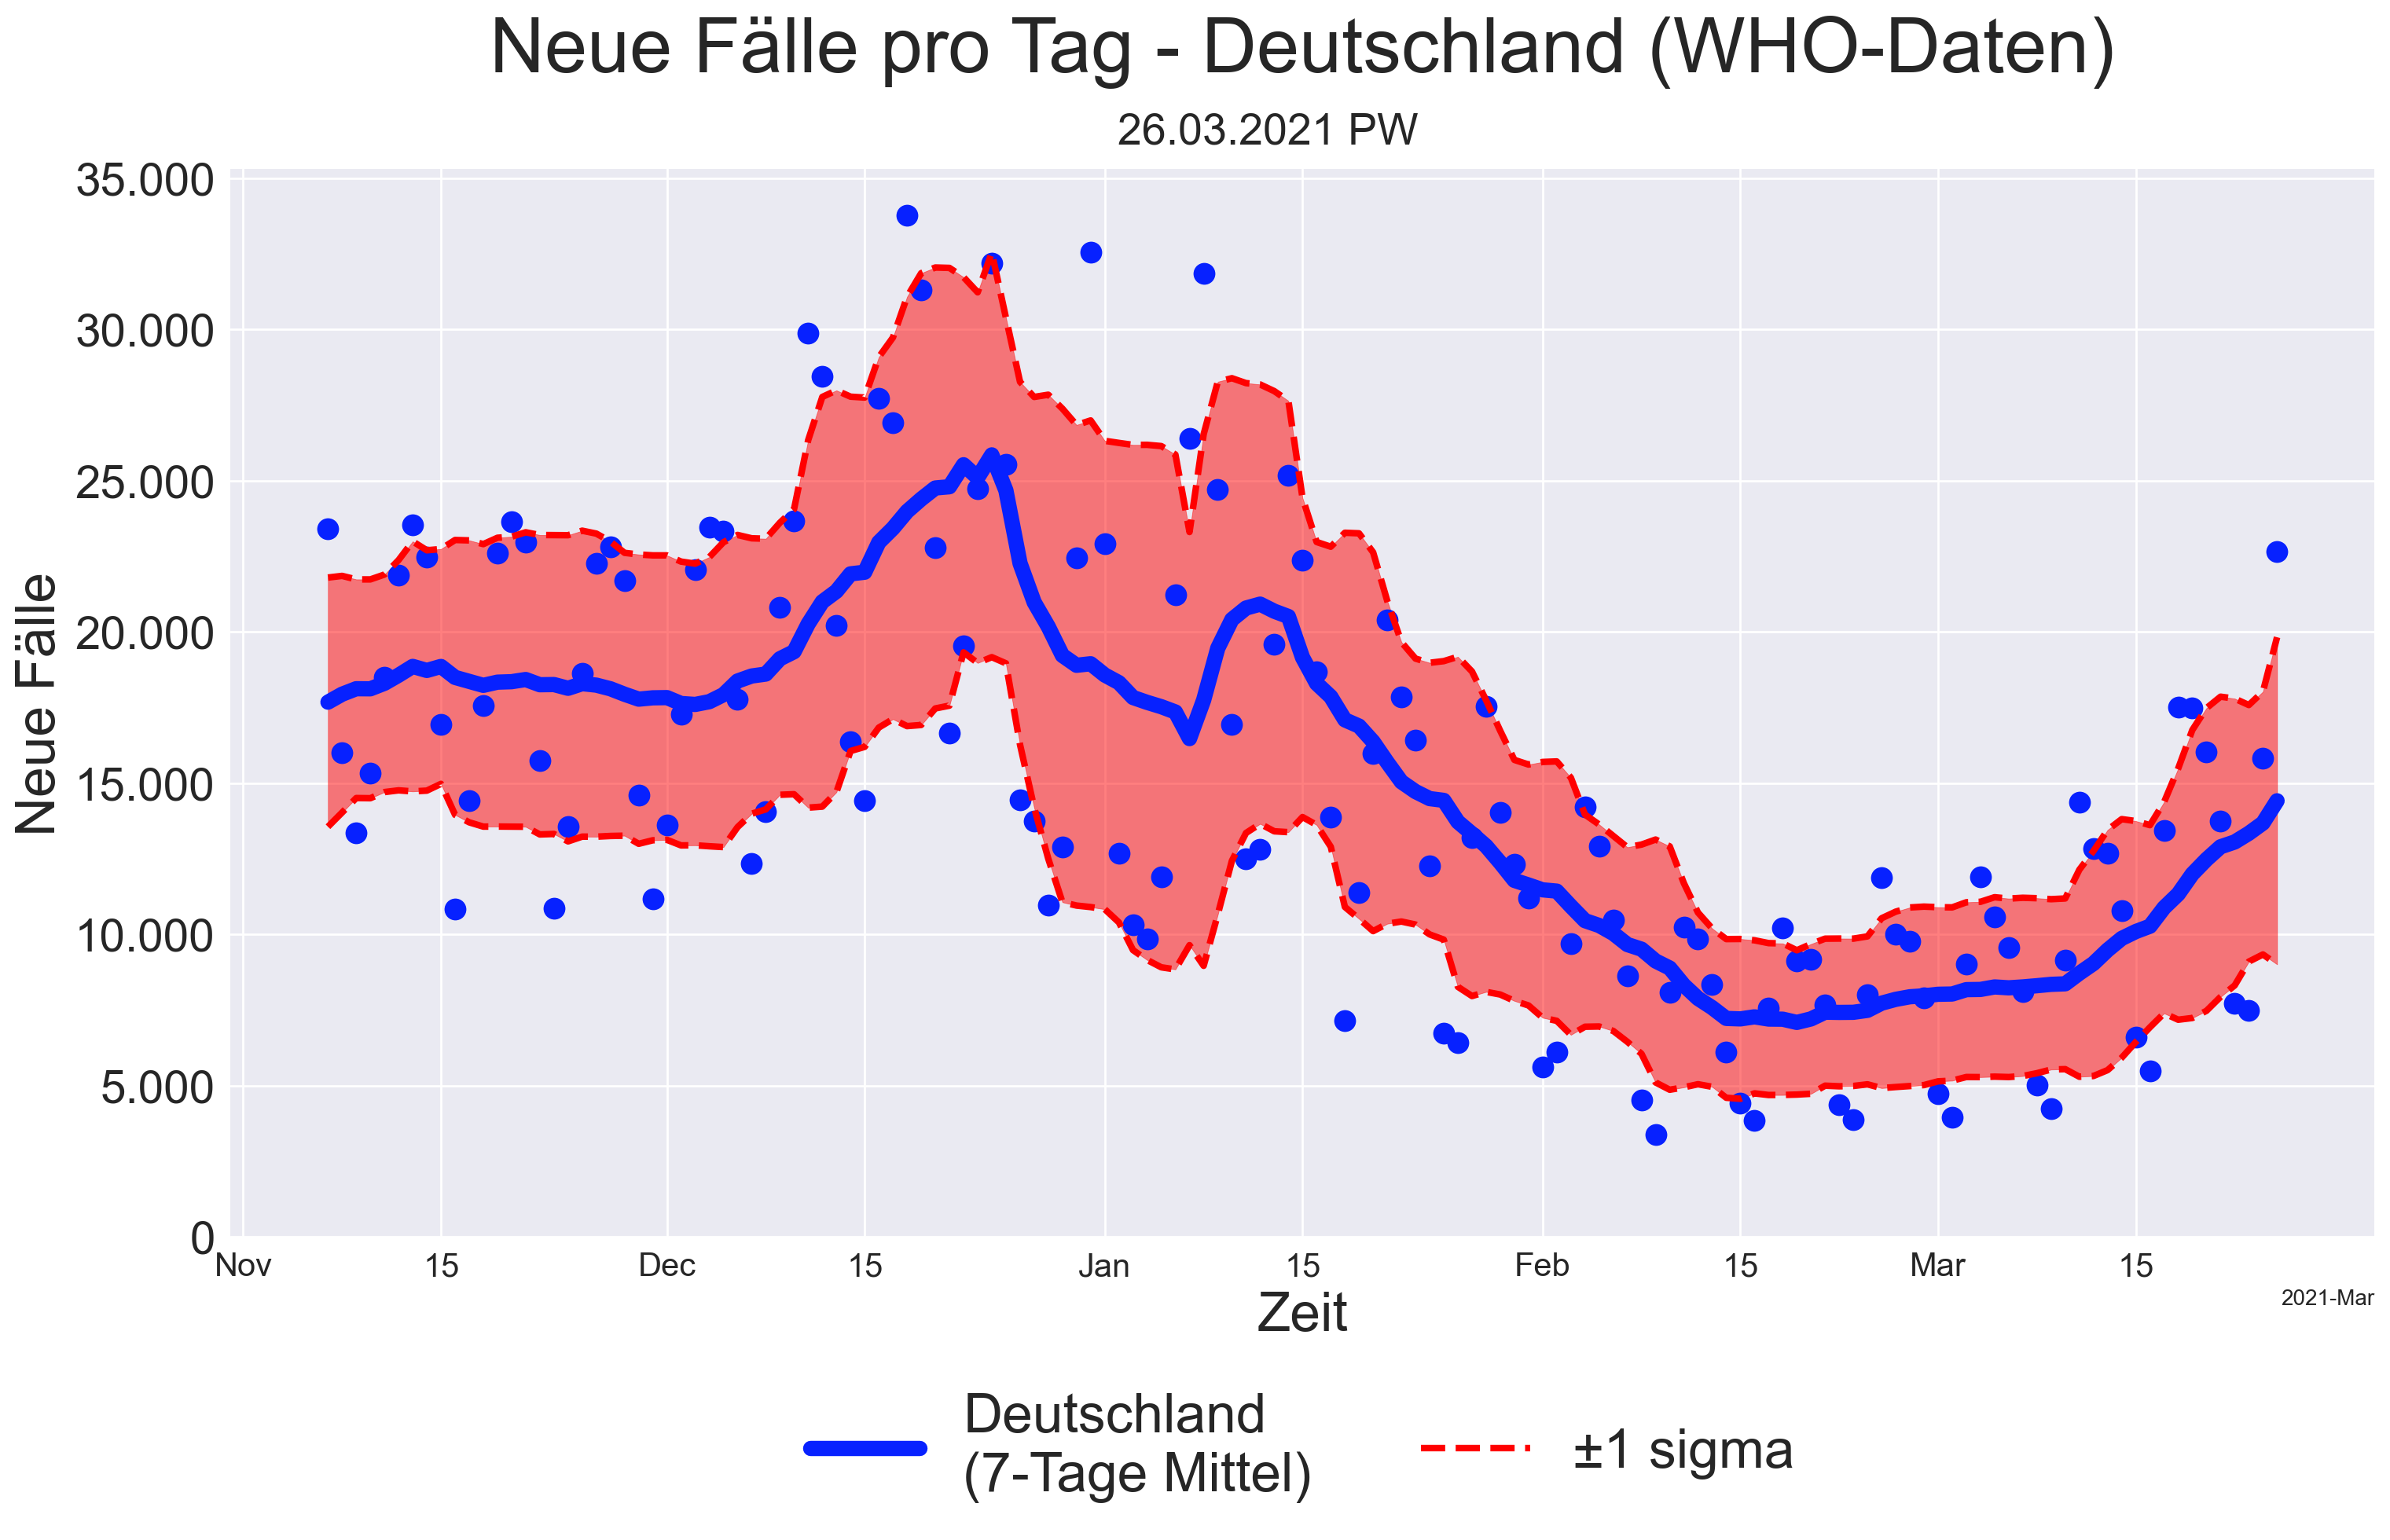 Neue Fälle pro Tag - Deutschland (WHO-Daten)
26.03.2021 PW
Neue Fälle
35.000
30.000
25.000
20.000
15.000
10.000
5.000
0
Nov 15 Dec 15 Jan 15 Feb 15 Mar 15
2021-Mar
Zeit
Deutschland
(7-Tage Mittel)
±1 sigma